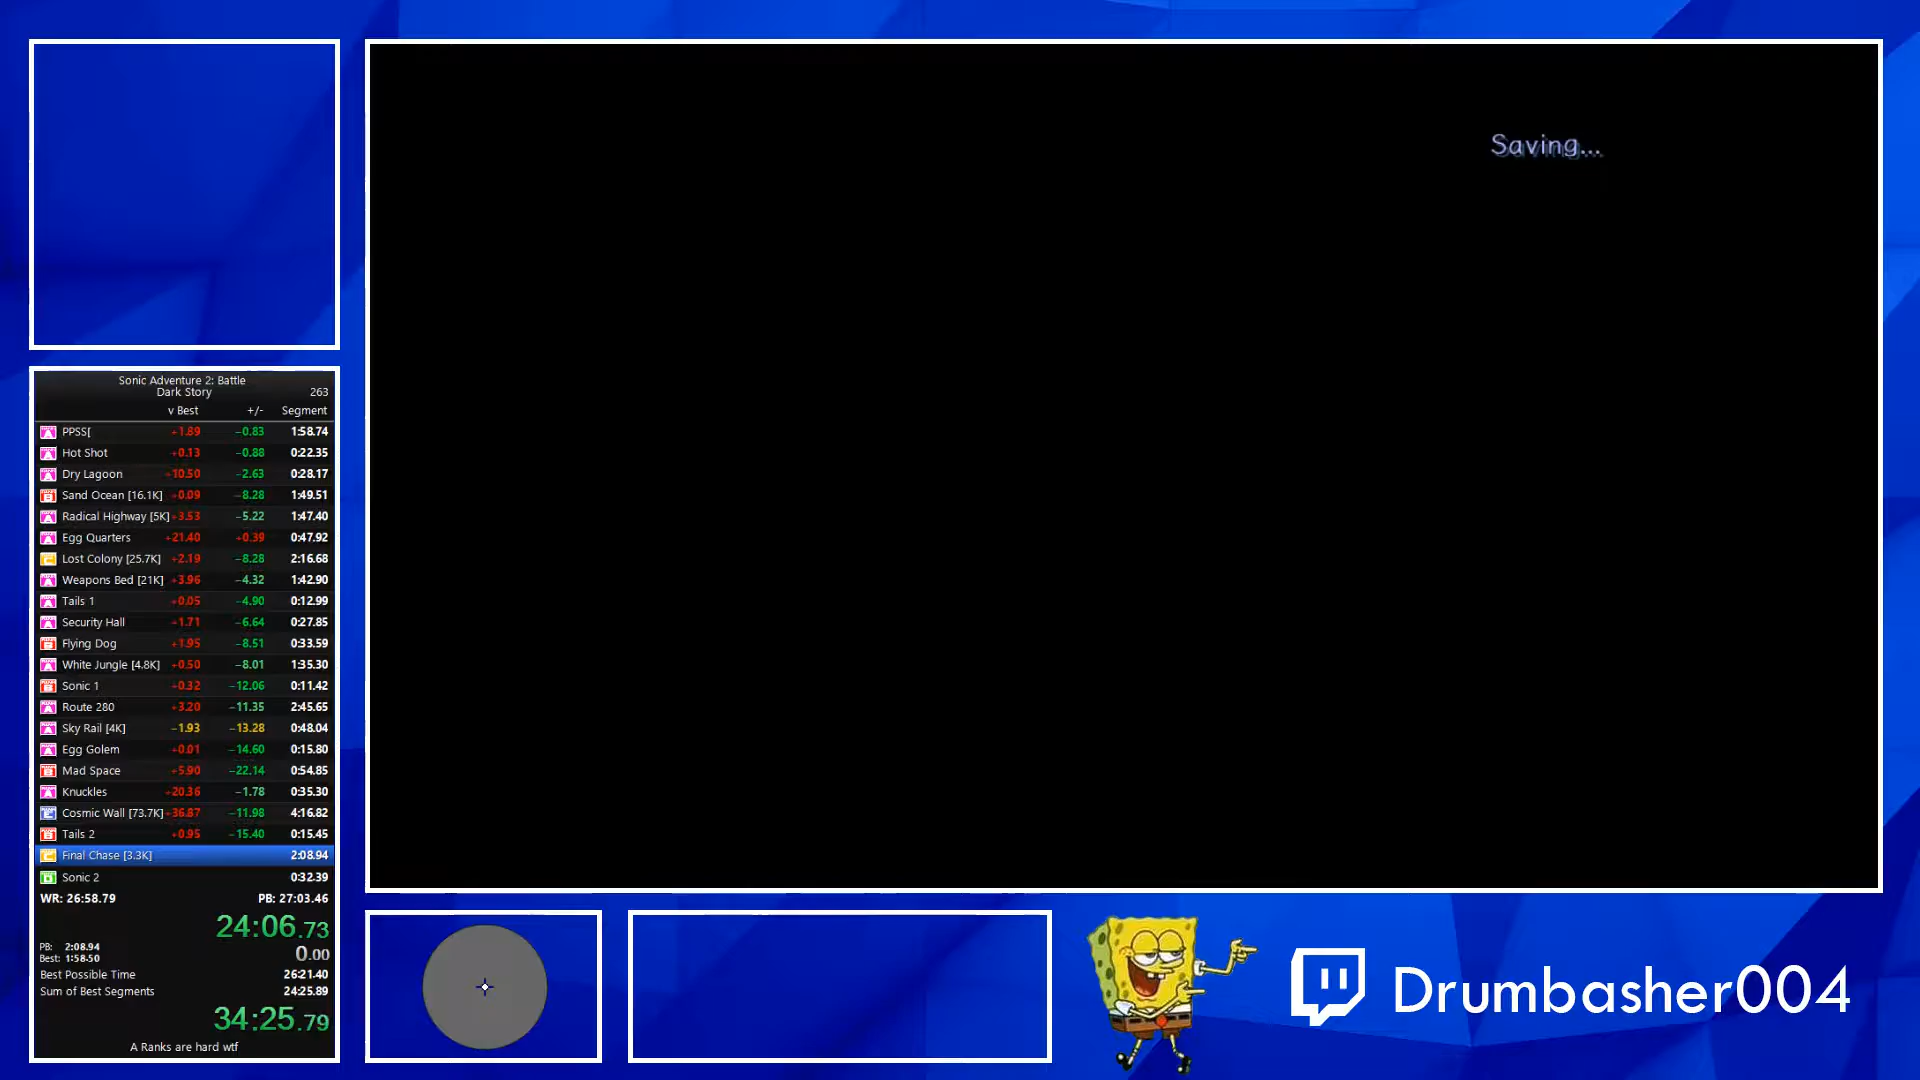 Saving...
Sonic Adventure 2: Battle
Dark Story 263
v Best +/- Segment
PPSS[ +1.89 −0.83 1:58.74
Hot Shot +0.13 −0.88 0:22.35
Dry Lagoon +10.50 −2.63 0:28.17
Sand Ocean [16.1K] +0.09 −8.28 1:49.51
Radical Highway [5K] +3.53 −5.22 1:47.40
Egg Quarters +21.40 +0.39 0:47.92
Lost Colony [25.7K] +2.19 −8.28 2:16.68
Weapons Bed [21K] +3.96 −4.32 1:42.90
Tails 1 +0.05 −4.90 0:12.99
Security Hall +1.71 −6.64 0:27.85
Flying Dog +1.95 −8.51 0:33.59
White Jungle [4.8K] +0.50 −8.01 1:35.30
Sonic 1 +0.32 −12.06 0:11.42
Route 280 +3.20 −11.35 2:45.65
Sky Rail [4K] −1.93 −13.28 0:48.04
Egg Golem +0.01 −14.60 0:15.80
Mad Space +5.90 −22.14 0:54.85
Knuckles +20.36 −1.78 0:35.30
Cosmic Wall [73.7K] +36.87 −11.98 4:16.82
Tails 2 +0.95 −15.40 0:15.45
Final Chase [3.3K] 2:08.94
Sonic 2 0:32.39
WR: 26:58.79 PB: 27:03.46
24:06.73
PB: 2:08.94 0.00
Best: 1:58.50
Best Possible Time 26:21.40
Sum of Best Segments 24:25.89
34:25.79
A Ranks are hard wtf
Drumbasher004